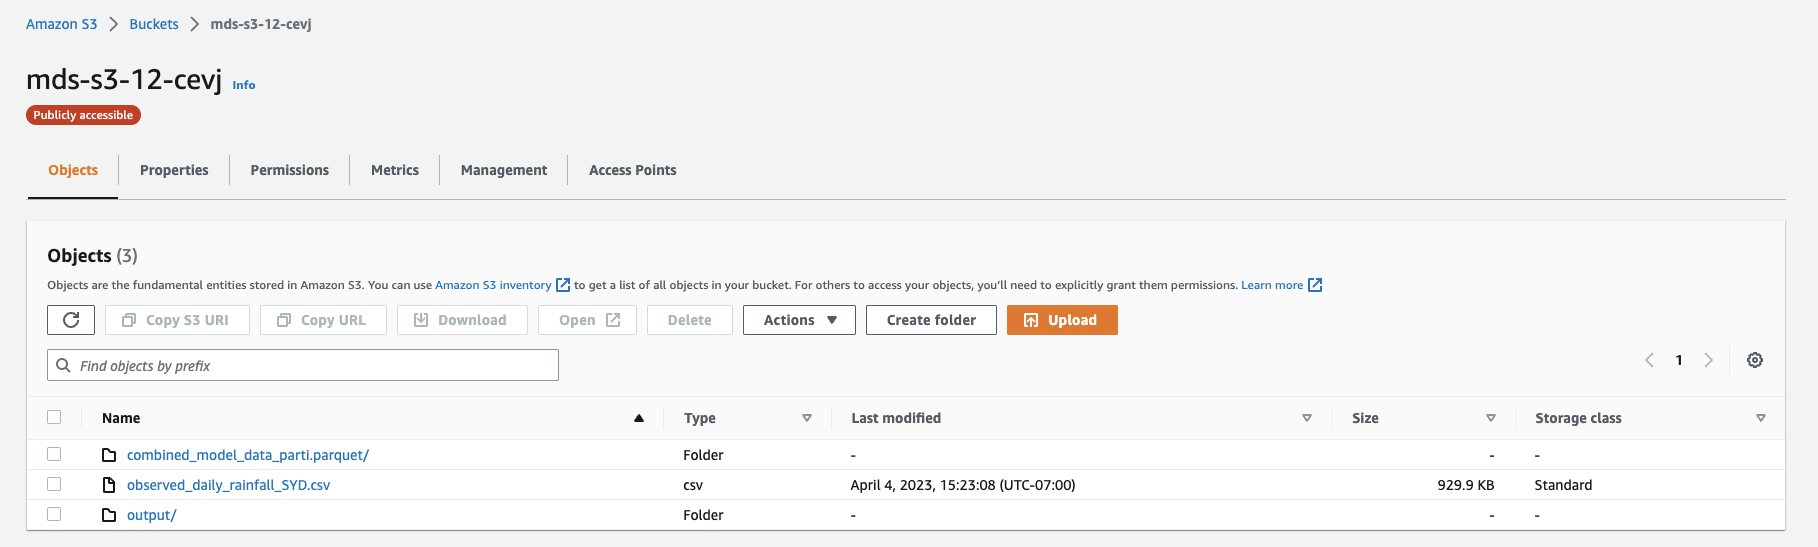 Amazon S3 > Buckets > mds-s3-12-cevj
mds-s3-12-cevj Info
Publicly accessible
Objects Properties Permissions Metrics Management Access Points
Objects (3)
Objects are the fundamental entities stored in Amazon S3. You can use Amazon S3 inventory to get a list of all objects in your bucket. For others to access your objects, you'll need to explicitly grant them permissions. Learn more
Copy S3 URI Copy URL Download Open Delete Actions Create folder Upload
Find objects by prefix
1
Name Type Last modified Size Storage class
combined_model_data_parti.parquet/ Folder - - -
observed_daily_rainfall_SYD.csv csv April 4, 2023, 15:23:08 (UTC-07:00) 929.9 KB Standard
output/ Folder - - -